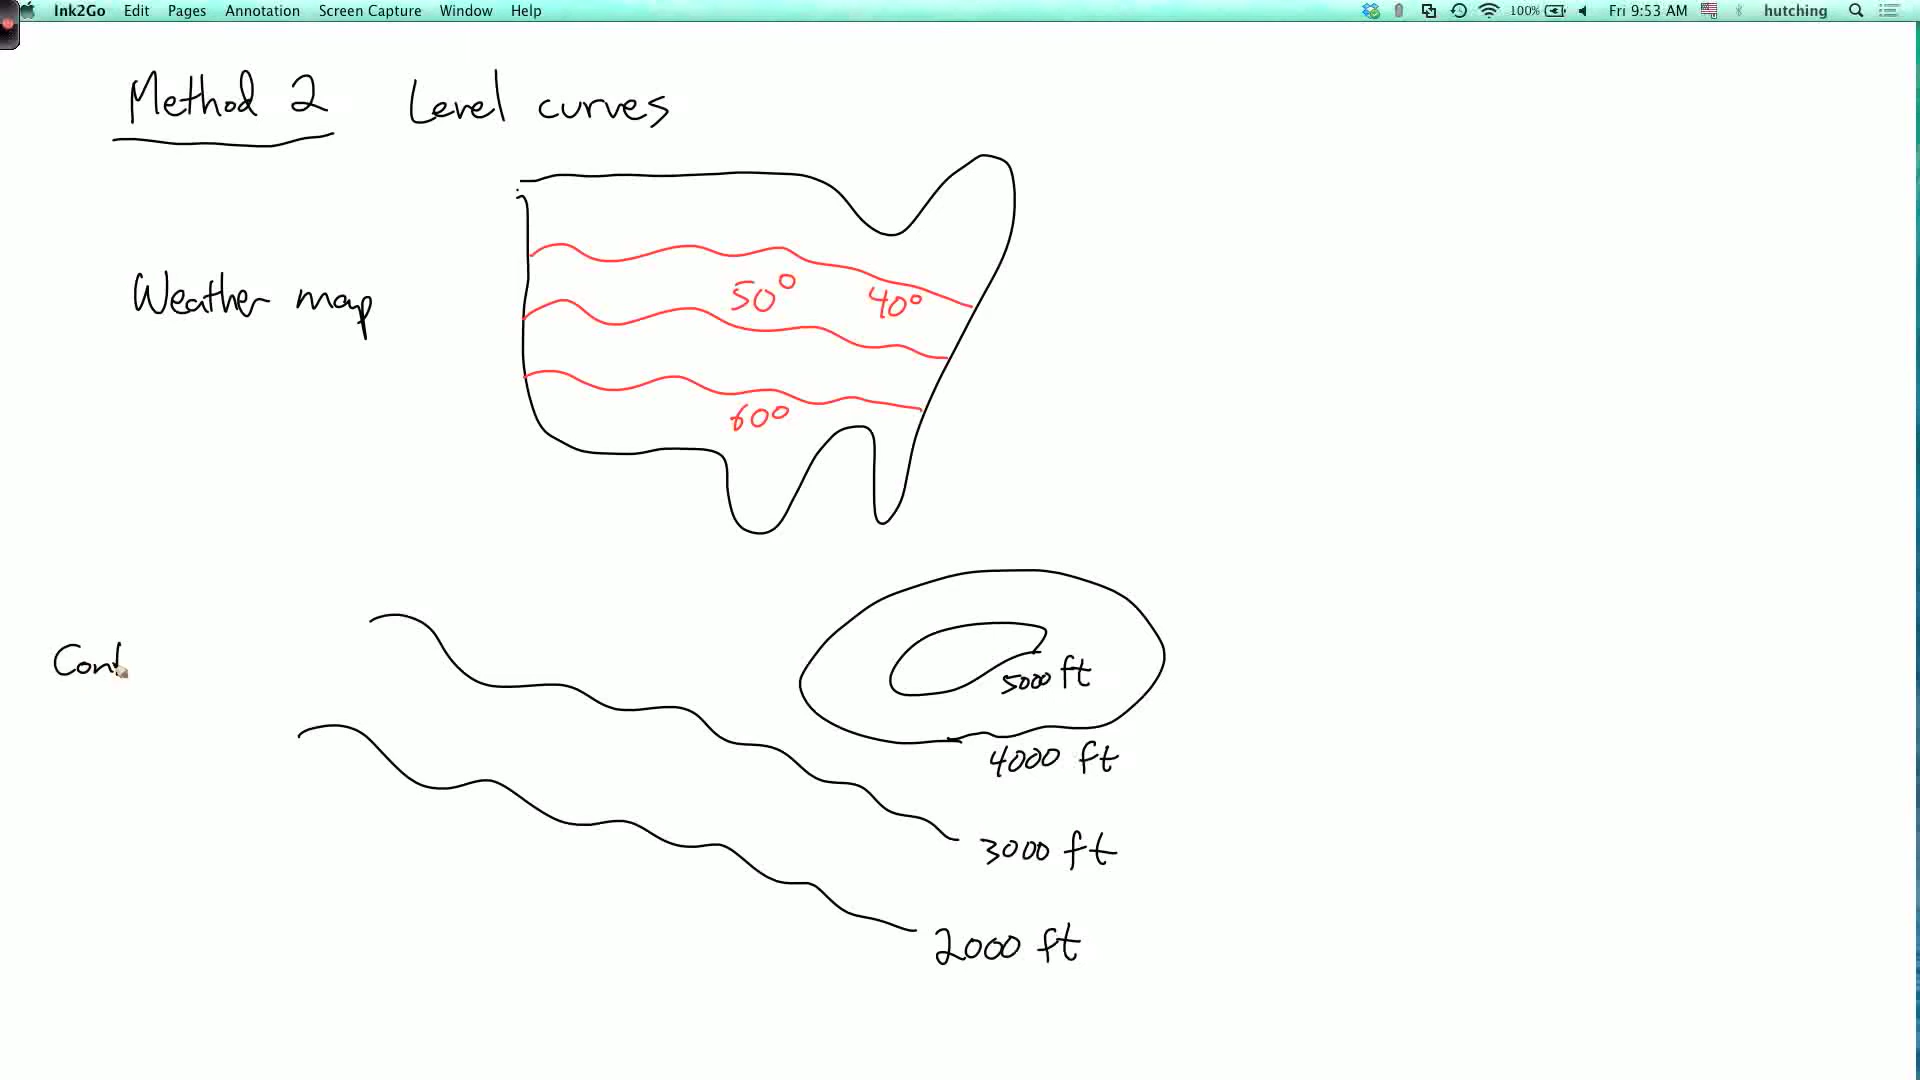 Ink2Go Edit Pages Annotation Screen Capture Window Help 100% Fri 9:53 AM hutching
Method 2 Level curves
50° 40°
Weather map
60°
Cont
5000 ft
4000 ft
3000 ft
2000 ft